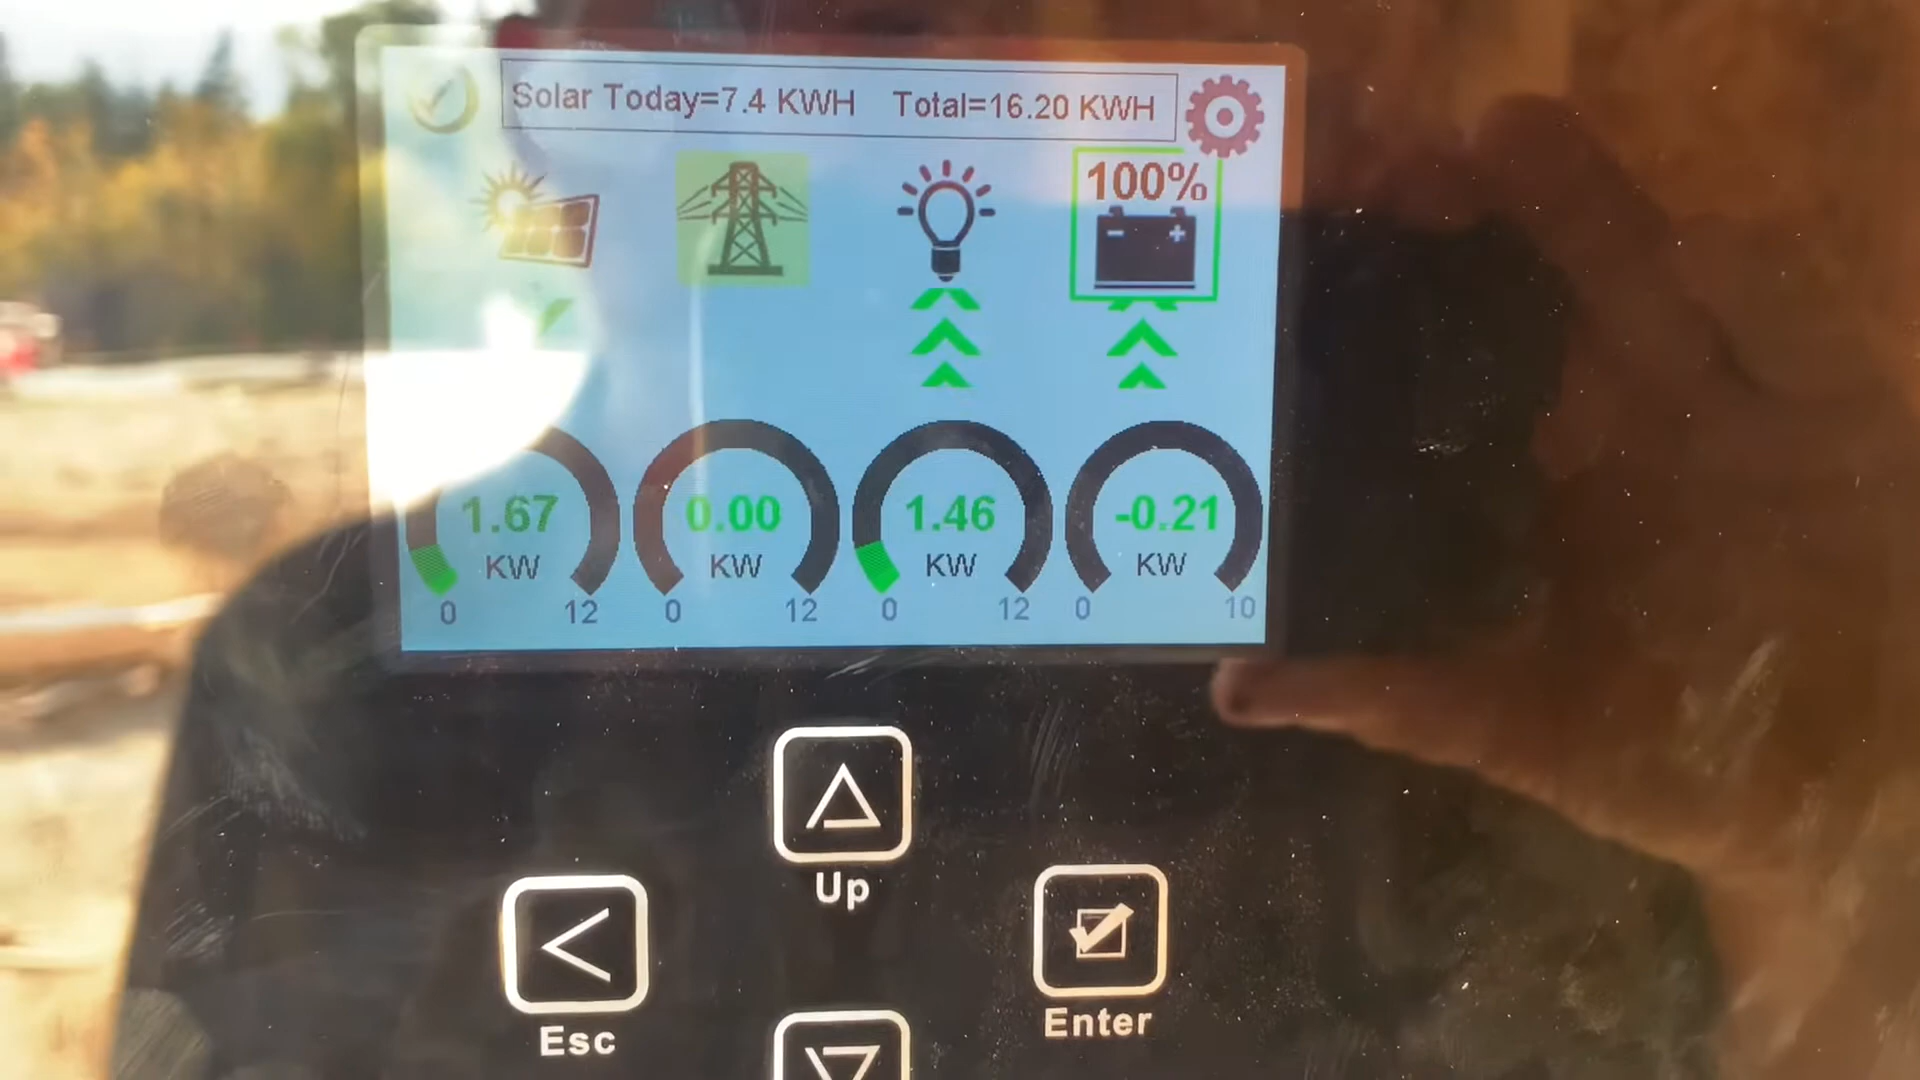 Solar Today=7.4 KWH Total=16.20 KWH
100%
1.67 0.00 1.46 -0.21
KW KW KW KW
0 12 0 12 0 12 0 10
Up
Esc
Enter